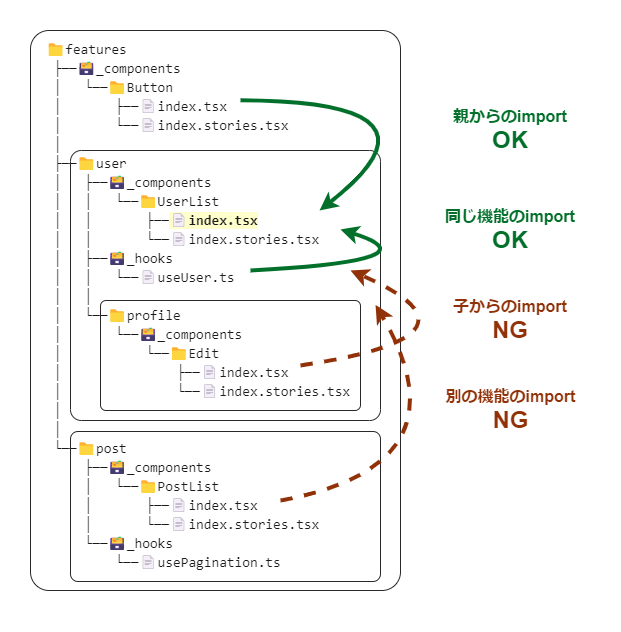 features
_components
Button
index.tsx
index.stories.tsx
user
_components
UserList
index.tsx
index.stories.tsx
_hooks
useUser.ts
profile
_components
Edit
index.tsx
index.stories.tsx
post
_components
PostList
index.tsx
index.stories.tsx
_hooks
usePagination.ts
親からのimport
OK
同じ機能のimport
OK
子からのimport
NG
別の機能のimport
NG